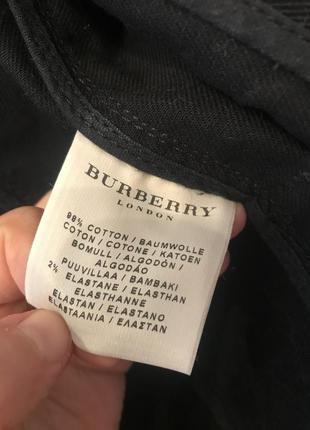 BURBERRY
LONDON
98% COTTON / BAUMWOLLE
COTON / COTONE / KATOEN
BOMULL / ALGODÓN /
ALGODÃO
PUUVILLAA / BAMBAKI
2% ELASTANE / ELASTHAN
ELASTHANNE
ELASTAN / ELASTANO
ELASTAANIA / ΕΛΑΣΤΑΝ